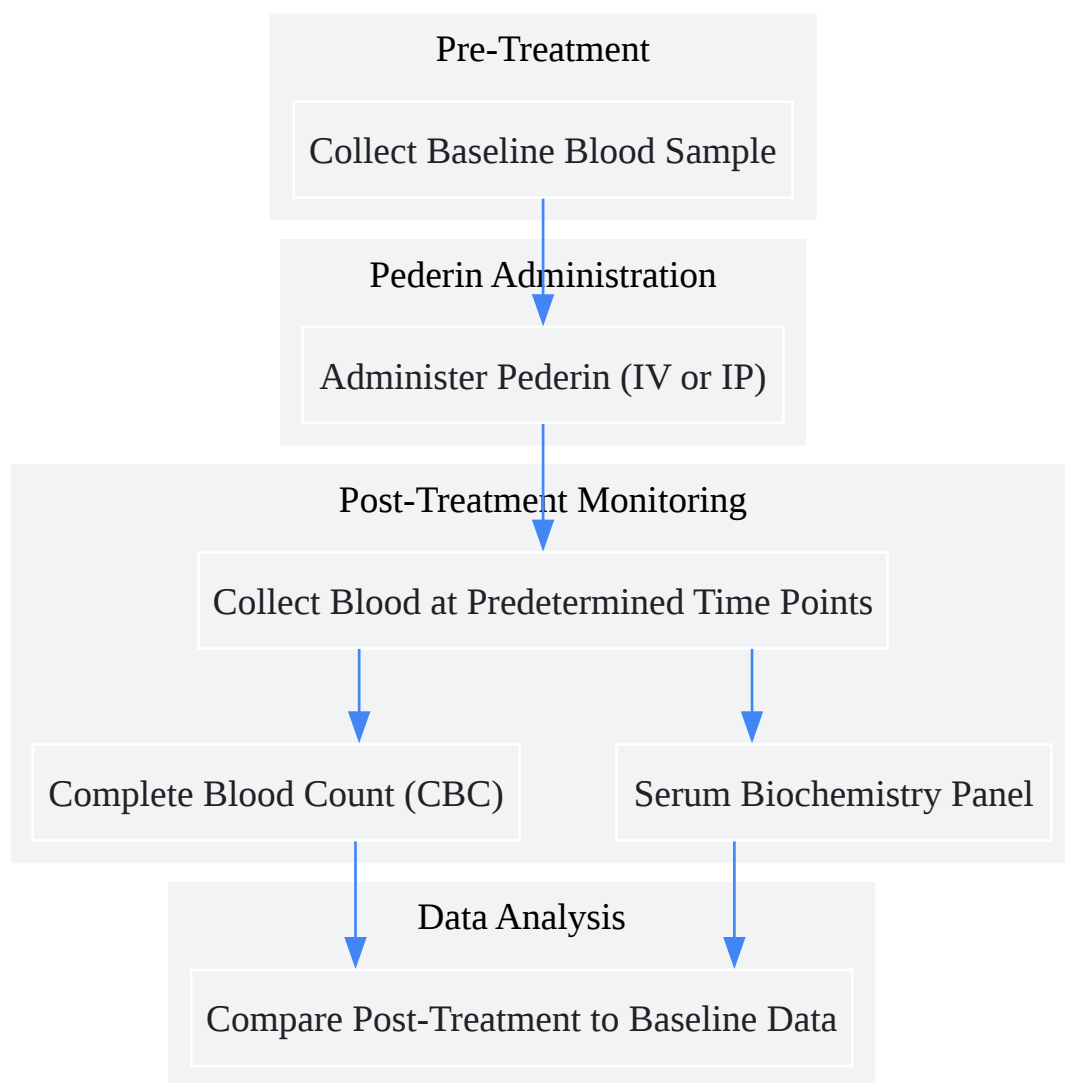 Pre-Treatment
Collect Baseline Blood Sample
Pederin Administration
Administer Pederin (IV or IP)
Post-Treatment Monitoring
Collect Blood at Predetermined Time Points
Complete Blood Count (CBC)
Serum Biochemistry Panel
Data Analysis
Compare Post-Treatment to Baseline Data